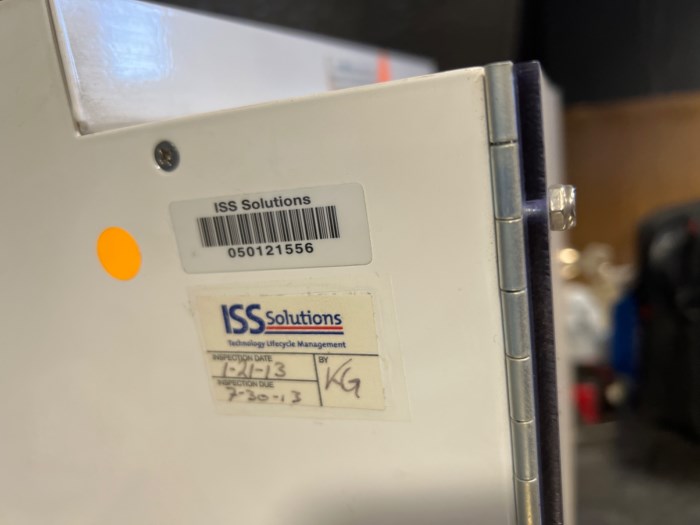 ISS Solutions
050121556
ISS Solutions
Technology Lifecycle Management
INSPECTION DATE
1-21-13
BY
KG
INSPECTION DUE
7-30-13